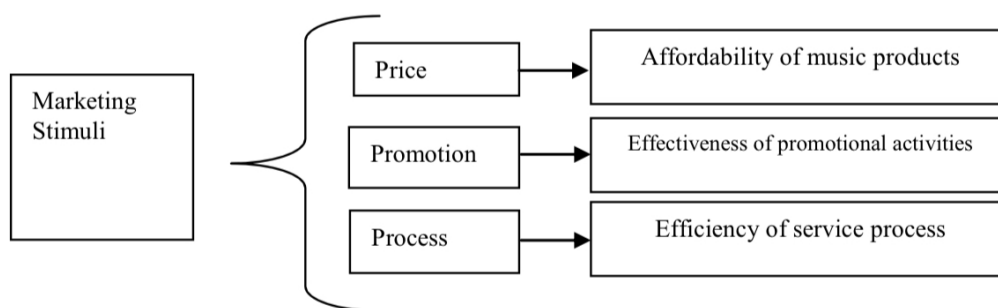 Marketing
Stimuli
Price
Affordability of music products
Promotion
Effectiveness of promotional activities
Process
Efficiency of service process